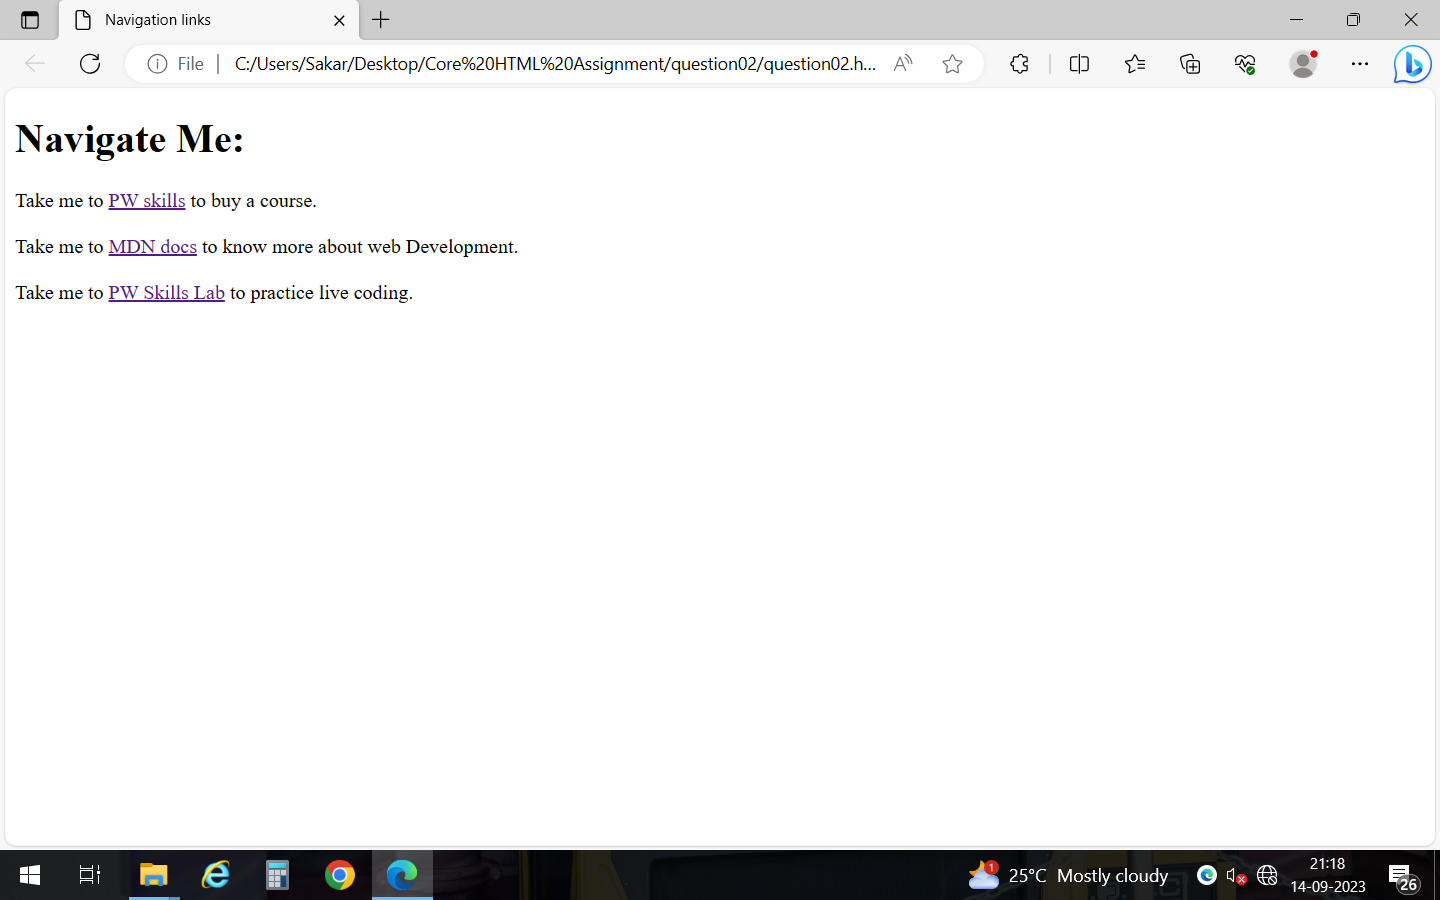 Navigation links
File
C:/Users/Sakar/Desktop/Core%20HTML%20Assignment/question02/question02.h...
Navigate Me:
Take me to PW skills to buy a course.
Take me to MDN docs to know more about web Development.
Take me to PW Skills Lab to practice live coding.
1
25°C Mostly cloudy
21:18
14-09-2023
26